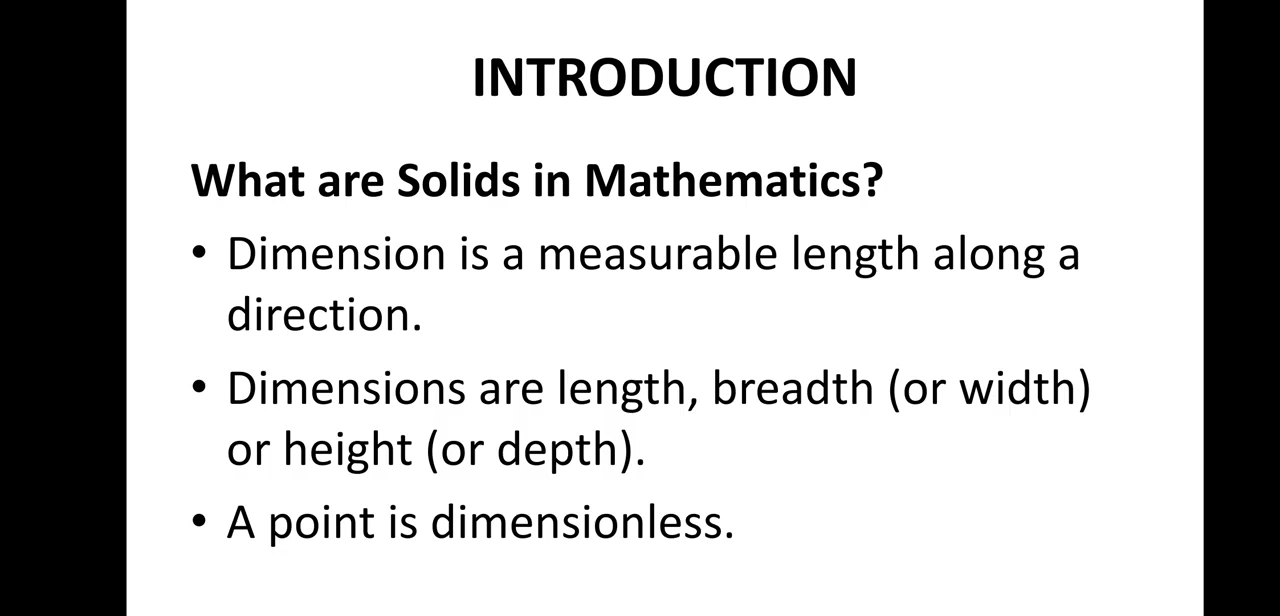 INTRODUCTION
What are Solids in Mathematics?
• Dimension is a measurable length along a
direction.
• Dimensions are length, breadth (or width)
or height (or depth).
• A point is dimensionless.